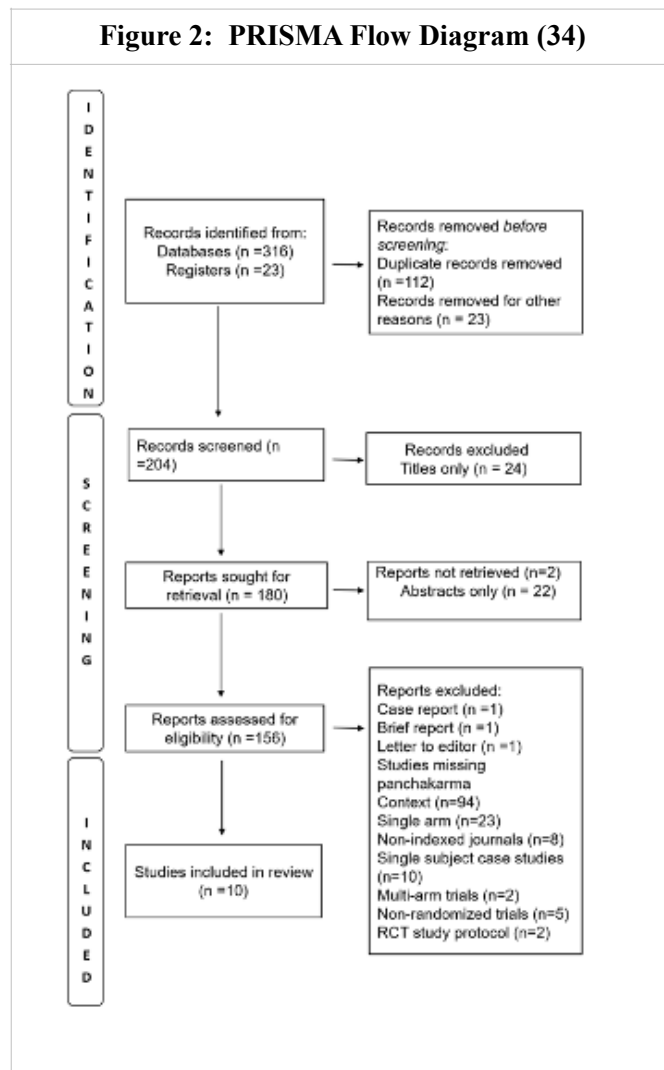 Figure 2: PRISMA Flow Diagram (34)
IDENTIFICATION
Records identified from:
Databases (n =316)
Registers (n =23)
Records removed before
screening:
Duplicate records removed
(n =112)
Records removed for other
reasons (n = 23)
SCREENING
Records screened (n
=204)
Records excluded
Titles only (n = 24)
Reports sought for
retrieval (n = 180)
Reports not retrieved (n=2)
Abstracts only (n = 22)
Reports assessed for
eligibility (n =156)
Reports excluded:
Case report (n =1)
Brief report (n =1)
Letter to editor (n =1)
Studies missing
panchakarma
Context (n=94)
Single arm (n=23)
Non-indexed journals (n=8)
Single subject case studies
(n=10)
Multi-arm trials (n=2)
Non-randomized trials (n=5)
RCT study protocol (n=2)
INCLUDED
Studies included in review
(n =10)